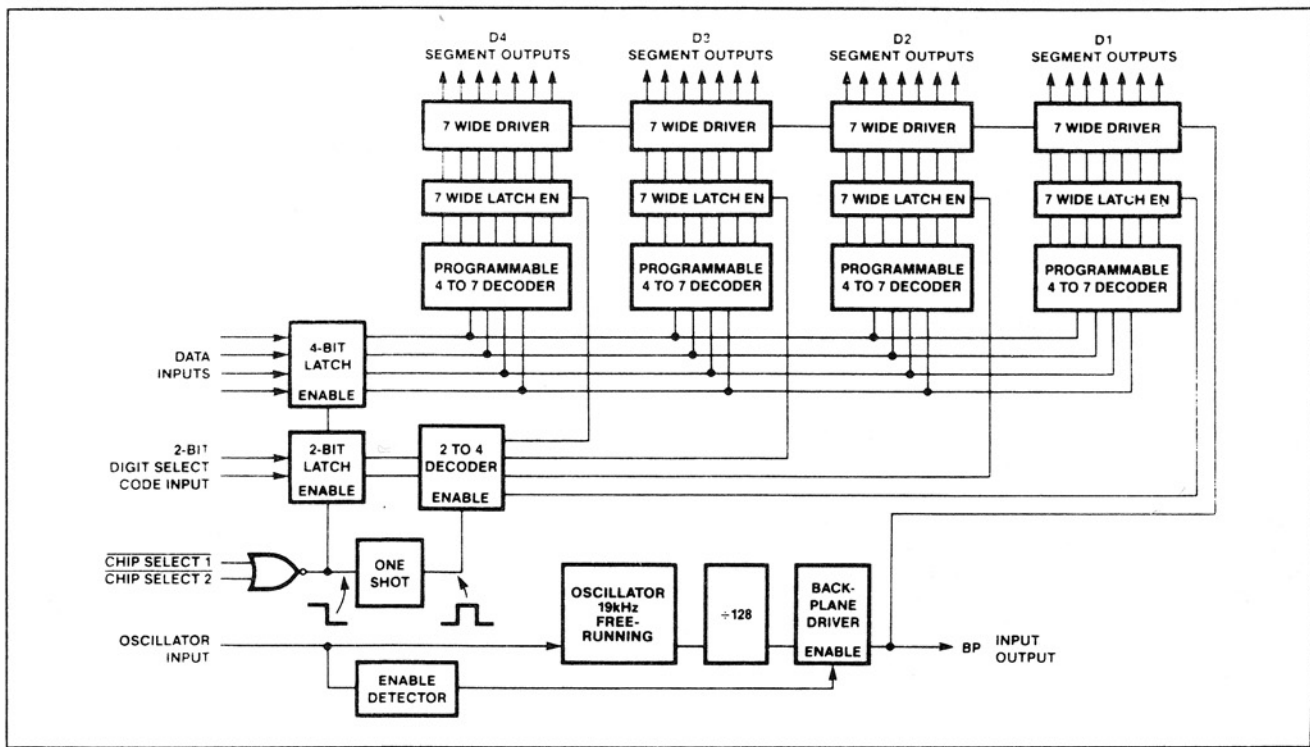 D4
SEGMENT OUTPUTS
D3
SEGMENT OUTPUTS
D2
SEGMENT OUTPUTS
D1
SEGMENT OUTPUTS
7 WIDE DRIVER
7 WIDE DRIVER
7 WIDE DRIVER
7 WIDE DRIVER
7 WIDE LATCH EN
7 WIDE LATCH EN
7 WIDE LATCH EN
7 WIDE LATCH EN
PROGRAMMABLE
4 TO 7 DECODER
PROGRAMMABLE
4 TO 7 DECODER
PROGRAMMABLE
4 TO 7 DECODER
PROGRAMMABLE
4 TO 7 DECODER
DATA
INPUTS
4-BIT
LATCH
ENABLE
2-BIT
DIGIT SELECT
CODE INPUT
2-BIT
LATCH
ENABLE
2 TO 4
DECODER
ENABLE
CHIP SELECT 1
CHIP SELECT 2
ONE
SHOT
OSCILLATOR
INPUT
ENABLE
DETECTOR
OSCILLATOR
19kHz
FREE-
RUNNING
÷128
BACK-
PLANE
DRIVER
ENABLE
BP
INPUT
OUTPUT